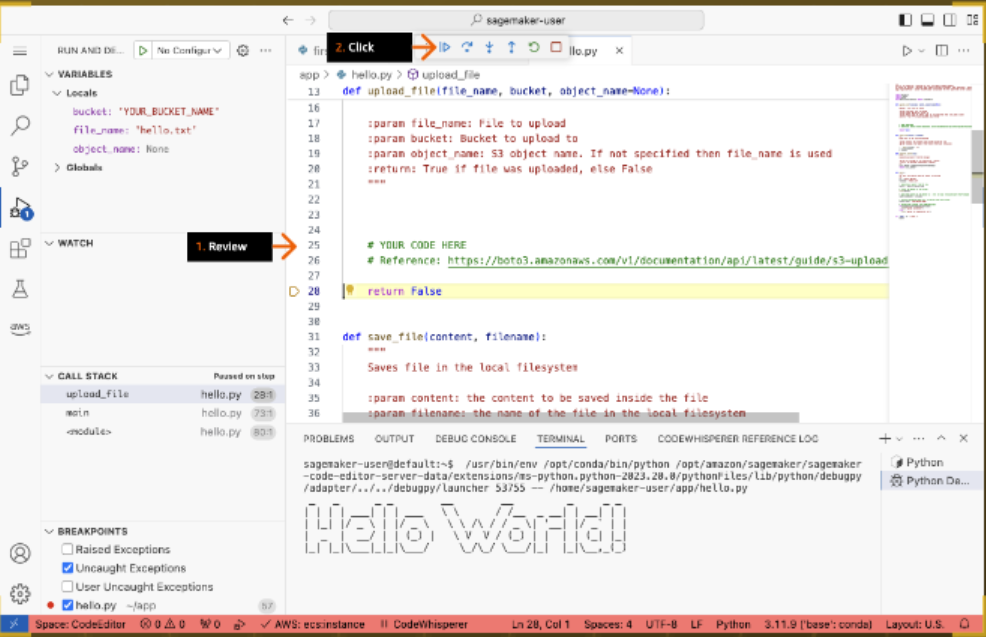 sagemaker-user
RUN AND DE...
No Configur
2. Click
hello.py
VARIABLES
Locals
bucket: 'YOUR_BUCKET_NAME'
file_name: 'hello.txt'
object_name: None
Globals
WATCH
1. Review
CALL STACK
Paused on step
upload_file hello.py 28:1
main hello.py 73:1
<module> hello.py 80:1
BREAKPOINTS
Raised Exceptions
Uncaught Exceptions
User Uncaught Exceptions
hello.py ~/app 57
app > hello.py > upload_file
13 def upload_file(file_name, bucket, object_name=None):
16
17 :param file_name: File to upload
18 :param bucket: Bucket to upload to
19 :param object_name: S3 object name. If not specified then file_name is used
20 :return: True if file was uploaded, else False
21 """
22
23
24
25 # YOUR CODE HERE
26 # Reference: https://boto3.amazonaws.com/v1/documentation/api/latest/guide/s3-upload
27
28 return False
29
30
31 def save_file(content, filename):
32 """
33 Saves file in the local filesystem
34
35 :param content: the content to be saved inside the file
36 :param filename: the name of the file in the local filesystem
PROBLEMS OUTPUT DEBUG CONSOLE TERMINAL PORTS CODEWHISPERER REFERENCE LOG
sagemaker-user@default:~$ /usr/bin/env /opt/conda/bin/python /opt/amazon/sagemaker/sagemaker
-code-editor-server-data/extensions/ms-python.python-2023.20.0/pythonFiles/lib/python/debugpy
/adapter/../../debugpy/launcher 53755 -- /home/sagemaker-user/app/hello.py
Hello World!
Python
Python De...
aws
1
Space: CodeEditor 0 0 0 AWS: ecs:instance CodeWhisperer Ln 28, Col 1 Spaces: 4 UTF-8 LF Python 3.11.9 ('base': conda) Layout: U.S.